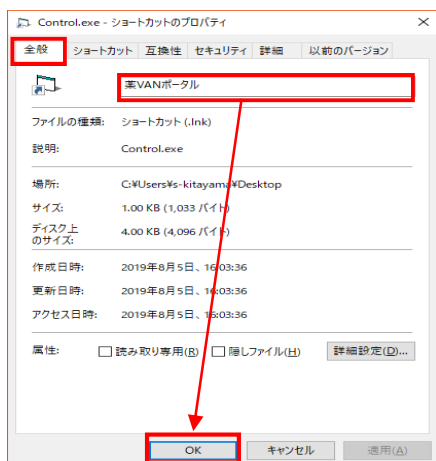 Control.exe - ショートカットのプロパティ
全般 ショートカット 互換性 セキュリティ 詳細 以前のバージョン
薬VANポータル
ファイルの種類: ショートカット (.lnk)
説明: Control.exe
場所: C:¥Users¥s-kitayama¥Desktop
サイズ: 1.00 KB (1,033 バイト)
ディスク上
のサイズ: 4.00 KB (4,096 バイト)
作成日時: 2019年8月5日、16:03:36
更新日時: 2019年8月5日、16:03:36
アクセス日時: 2019年8月5日、16:03:36
属性: 読み取り専用(R) 隠しファイル(H) 詳細設定(D)...
OK キャンセル 適用(A)